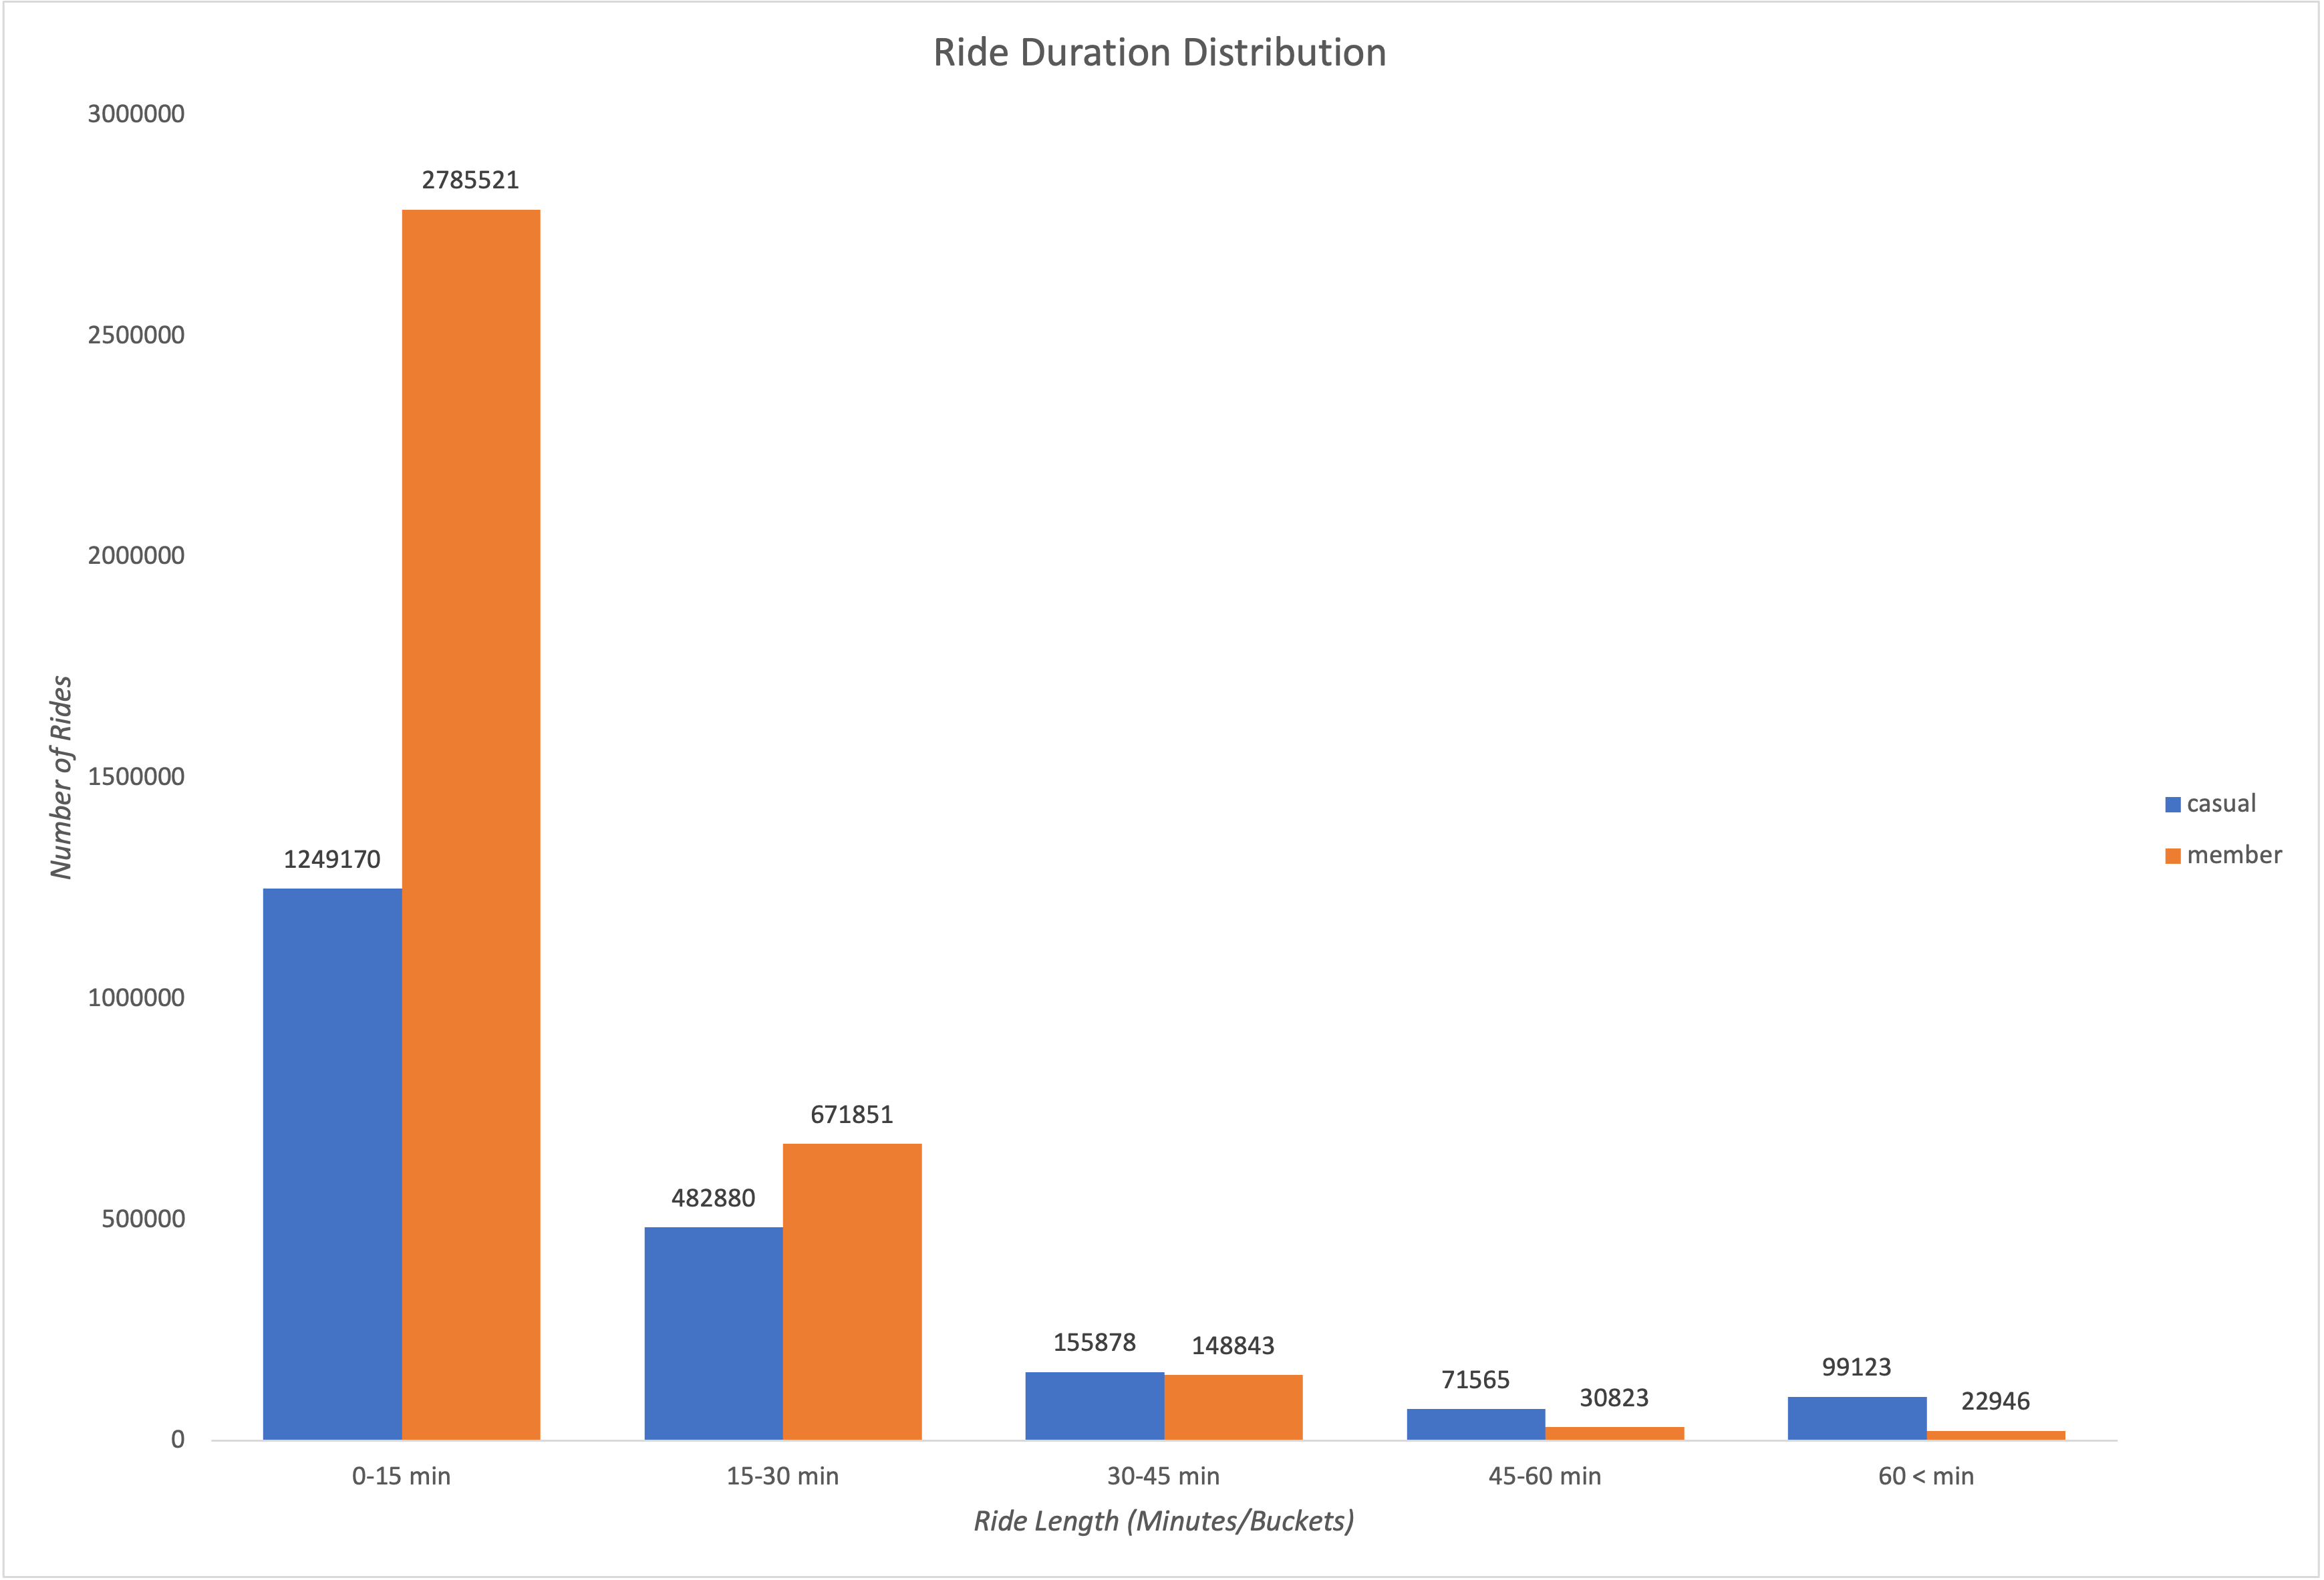 Ride Duration Distribution
3000000
2500000
2000000
1500000
1000000
500000
0
Number of Rides
1249170
2785521
482880
671851
155878
148843
71565
30823
99123
22946
0-15 min
15-30 min
30-45 min
45-60 min
60 < min
Ride Length (Minutes/Buckets)
casual
member